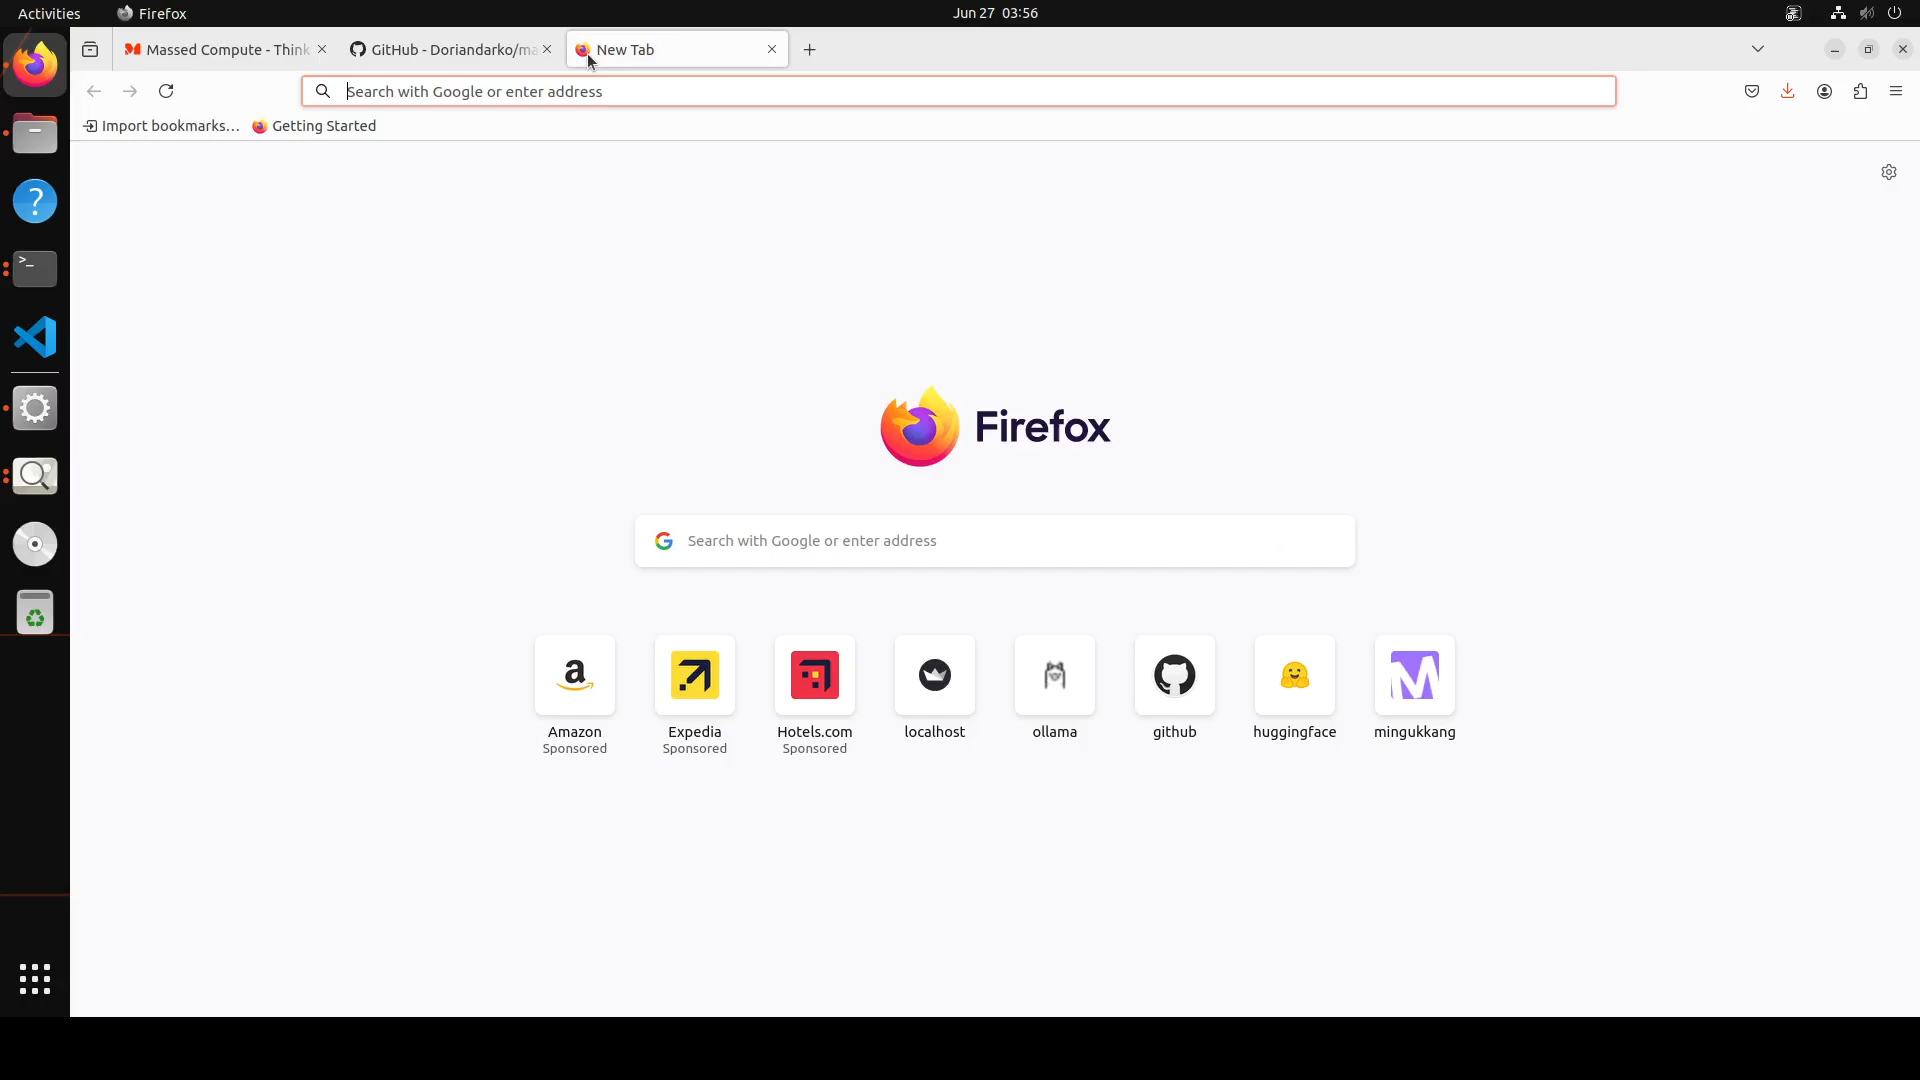 Activities Firefox Jun 27 03:56
Massed Compute - Think GitHub - Doriandarko/ma New Tab
Search with Google or enter address
Import bookmarks... Getting Started
Firefox
Search with Google or enter address
Amazon Expedia Hotels.com localhost ollama github huggingface mingukkang
Sponsored Sponsored Sponsored